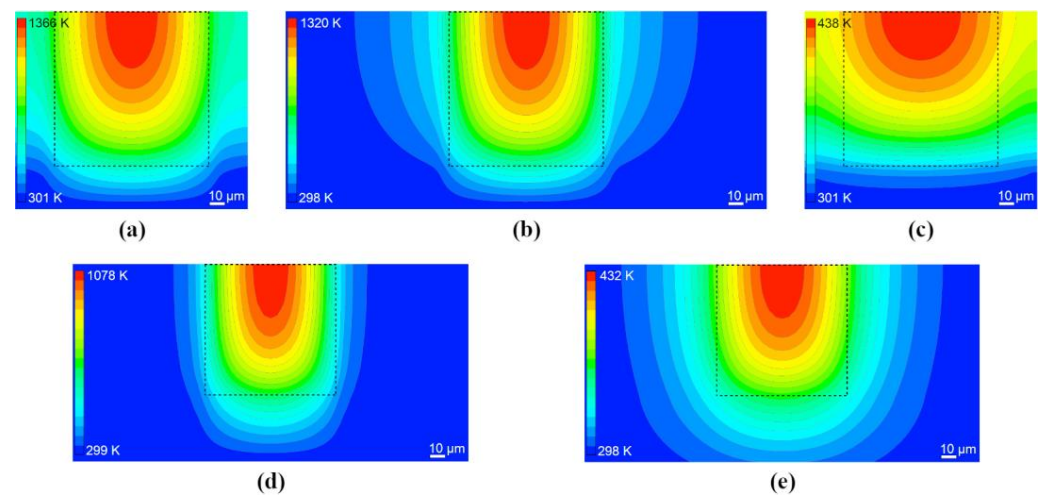 1366 K
301 K
10 µm
(a)
1320 K
298 K
10 µm
(b)
438 K
301 K
10 µm
(c)
1078 K
299 K
10 µm
(d)
432 K
298 K
10 µm
(e)